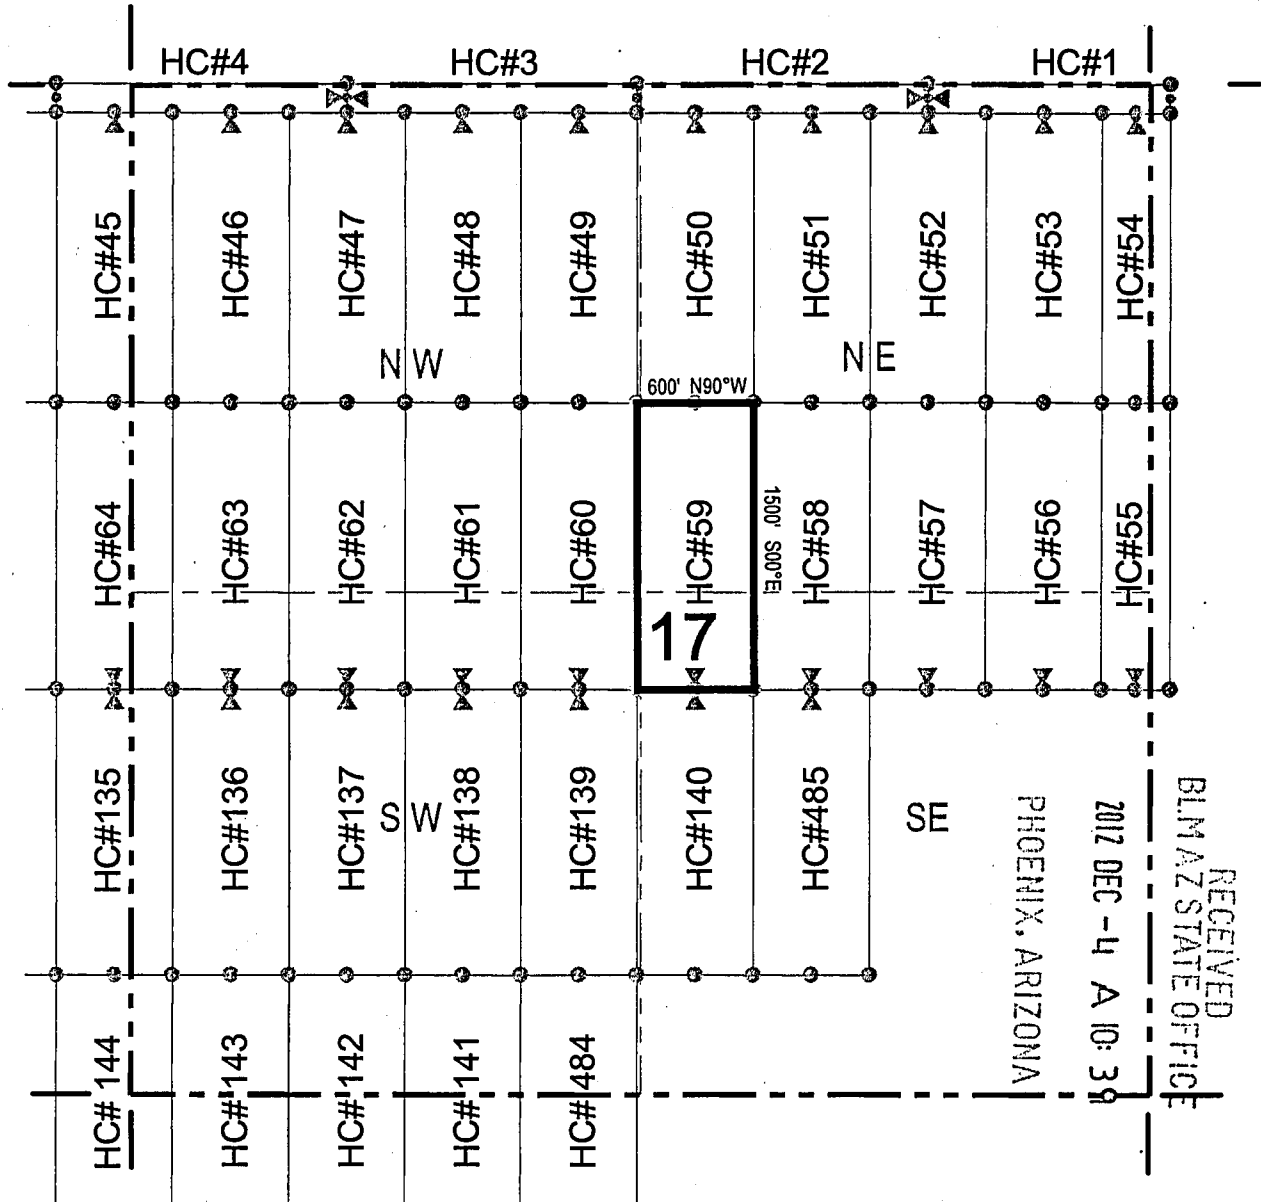 HC#4 HC#3 HC#2 HC#1
HC#45 HC#46 HC#47 HC#48 HC#49 HC#50 HC#51 HC#52 HC#53 HC#54
NW NE
600' N90°W
HC#64 HC#63 HC#62 HC#61 HC#60 HC#59 HC#58 HC#57 HC#56 HC#55
1500' S00°E
17
HC#135 HC#136 HC#137 HC#138 HC#139 HC#140 HC#485
SW SE
HC# 144 HC# 143 HC# 142 HC# 141 HC# 484
RECEIVED
BLM AZ STATE OFFICE
2012 DEC -4 A 10: 39
PHOENIX, ARIZONA